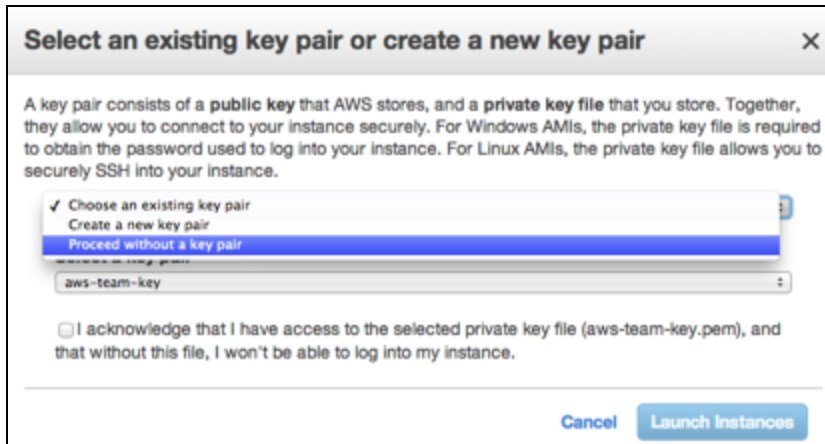 Select an existing key pair or create a new key pair
A key pair consists of a public key that AWS stores, and a private key file that you store. Together,
they allow you to connect to your instance securely. For Windows AMIs, the private key file is required
to obtain the password used to log into your instance. For Linux AMIs, the private key file allows you to
securely SSH into your instance.
✓ Choose an existing key pair
Create a new key pair
Proceed without a key pair
Select a key pair
aws-team-key
I acknowledge that I have access to the selected private key file (aws-team-key.pem), and
that without this file, I won't be able to log into my instance.
Cancel Launch Instances